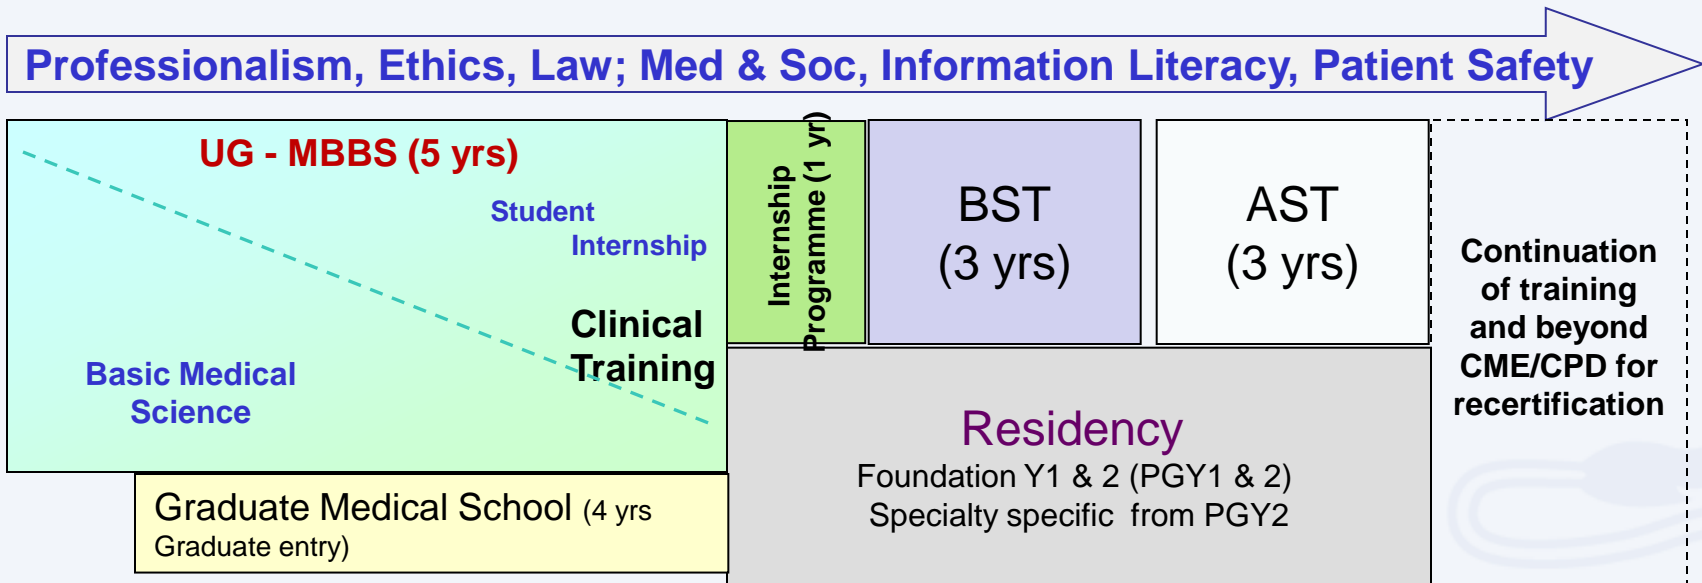 Professionalism, Ethics, Law; Med & Soc, Information Literacy, Patient Safety
UG - MBBS (5 yrs)
Student
Internship
Clinical
Training
Basic Medical
Science
Graduate Medical School (4 yrs
Graduate entry)
Internship
Programme (1 yr)
BST
(3 yrs)
AST
(3 yrs)
Residency
Foundation Y1 & 2 (PGY1 & 2)
Specialty specific from PGY2
Continuation
of training
and beyond
CME/CPD for
recertification